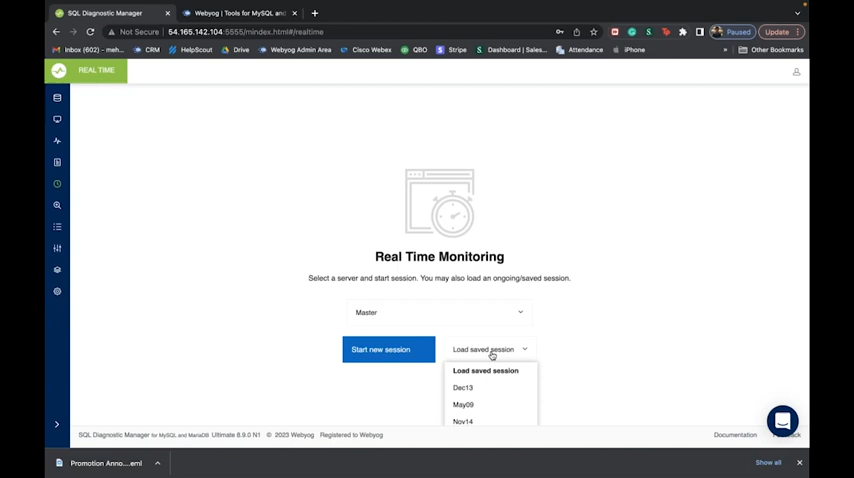 SQL Diagnostic Manager
Webyog | Tools for MySQL and
Not Secure 54.165.142.104:5555/mindex.html#/realtime
Paused
Update
Inbox (602) - meh...
CRM
HelpScout
Drive
Webyog Admin Area
Cisco Webex
QBO
Stripe
Dashboard | Sales...
Attendance
iPhone
Other Bookmarks
REAL TIME
Real Time Monitoring
Select a server and start session. You may also load an ongoing/saved session.
Master
Start new session
Load saved session
Load saved session
Dec13
May09
Nov14
SQL Diagnostic Manager for MySQL and MariaDB Ultimate 8.9.0 N1 © 2023 Webyog Registered to Webyog
Documentation
Promotion Anno....eml
Show all